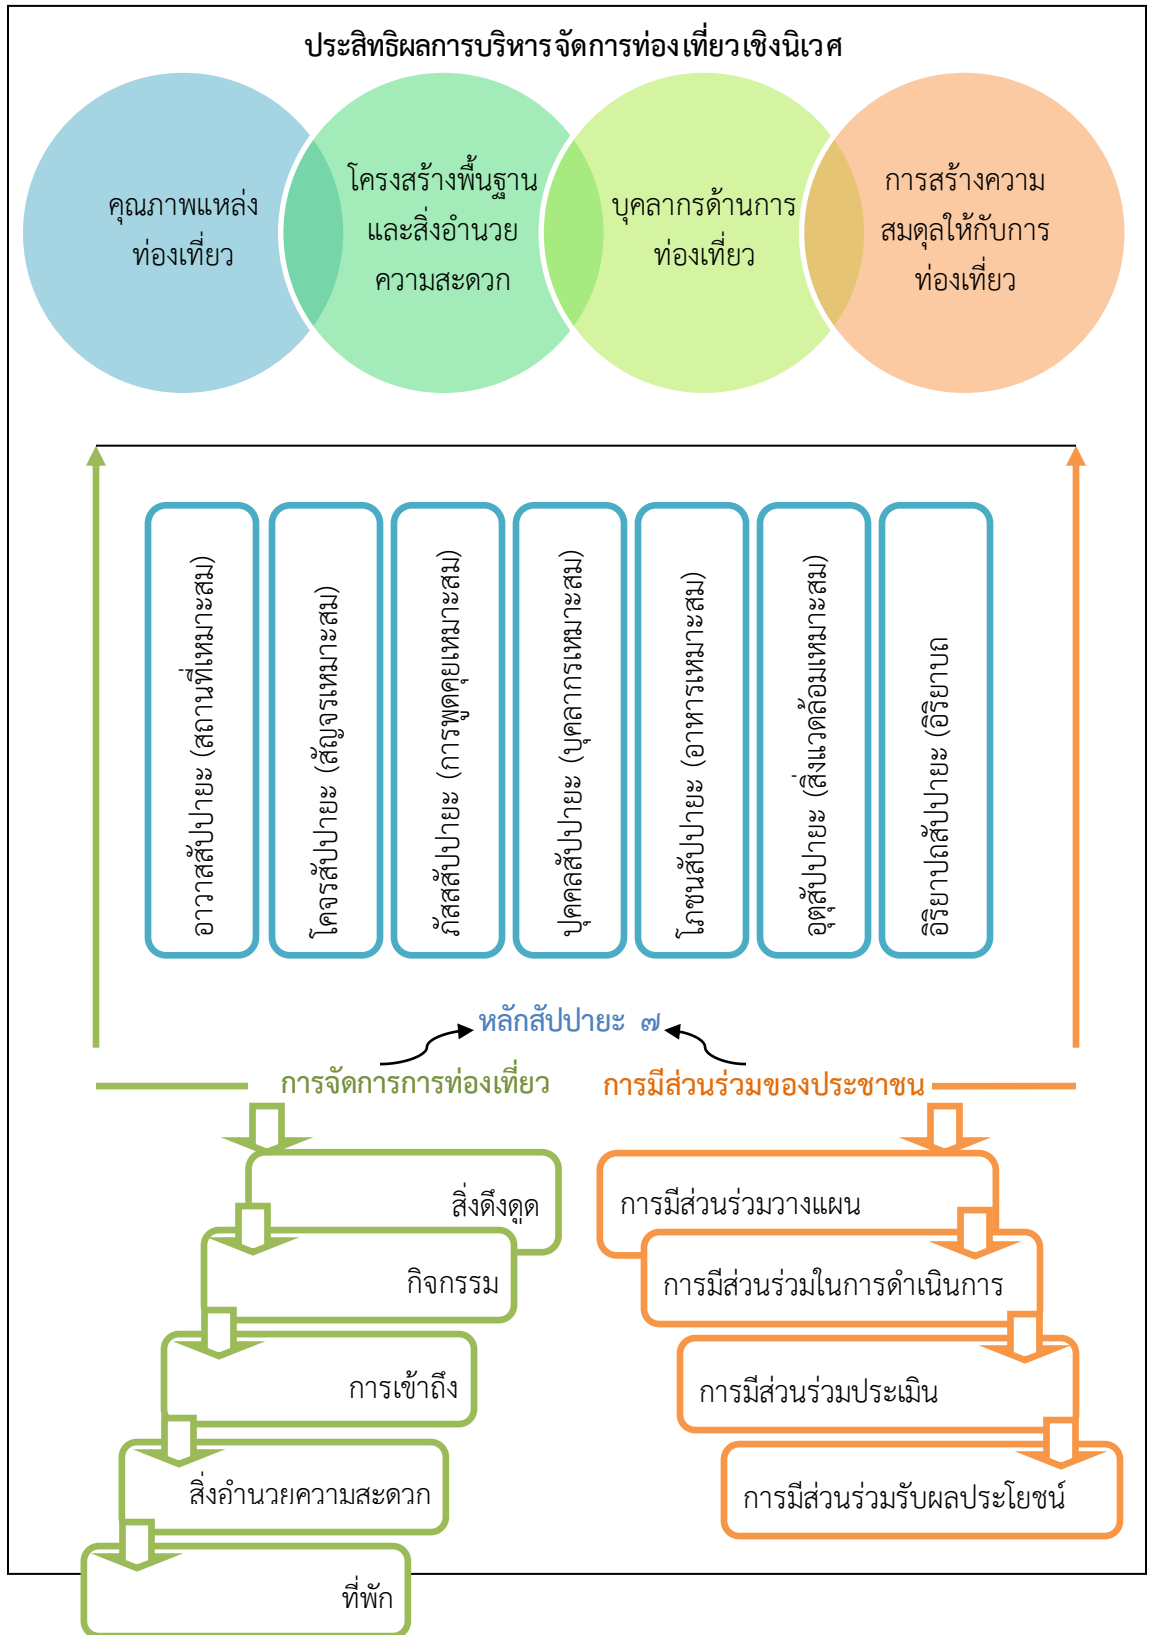 ประสิทธิผลการบริหารจัดการท่องเที่ยวเชิงนิเวศ
คุณภาพแหล่ง
ท่องเที่ยว
โครงสร้างพื้นฐาน
และสิ่งอำนวย
ความสะดวก
บุคลากรด้านการ
ท่องเที่ยว
การสร้างความ
สมดุลให้กับการ
ท่องเที่ยว
อาวาสสัปปายะ (สถานที่เหมาะสม)
โคจรสัปปายะ (สัญจรเหมาะสม)
ภัสสสัปปายะ (การพูดคุยเหมาะสม)
ปุคคลสัปปายะ (บุคลากรเหมาะสม)
โภชนสัปปายะ (อาหารเหมาะสม)
อุตุสัปปายะ (สิ่งแวดล้อมเหมาะสม)
อิริยาปถสัปปายะ (อิริยาบถ
หลักสัปปายะ ๗
การจัดการการท่องเที่ยว
การมีส่วนร่วมของประชาชน
สิ่งดึงดูด
กิจกรรม
การเข้าถึง
สิ่งอำนวยความสะดวก
ที่พัก
การมีส่วนร่วมวางแผน
การมีส่วนร่วมในการดำเนินการ
การมีส่วนร่วมประเมิน
การมีส่วนร่วมรับผลประโยชน์